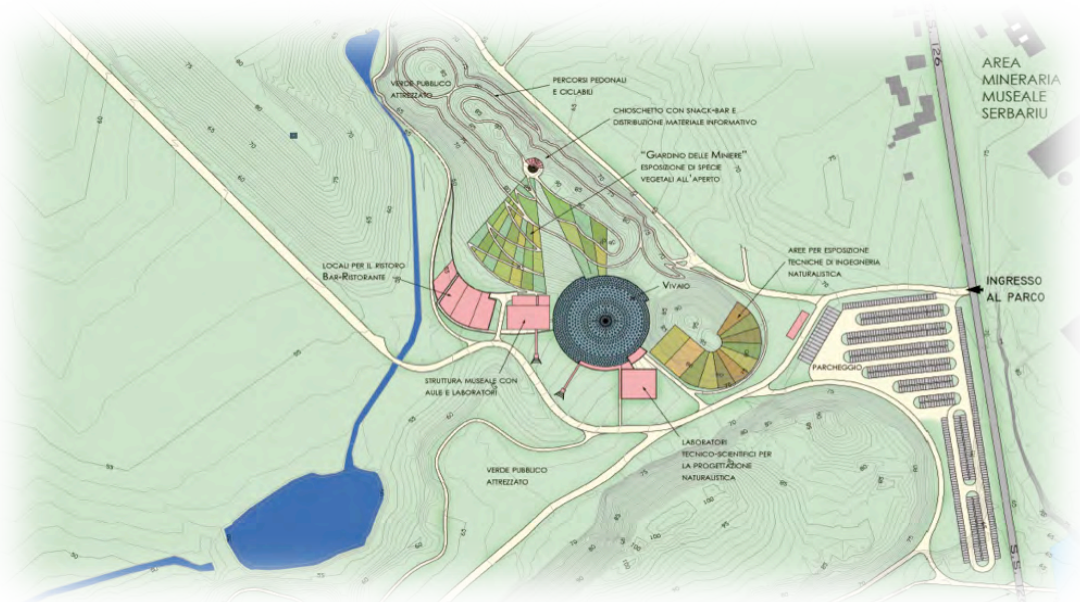 S.S. 126
AREA
MINERARIA
MUSEALE
SERBARIU
VERDE PUBBLICO
ATTREZZATO
PERCORSI PEDONALI
E CICLABILI
CHIOSCHETTO CON SNACK-BAR E
DISTRIBUZIONE MATERIALE INFORMATIVO
"GIARDINO DELLE MINIERE"
ESPOSIZIONE DI SPECIE
VEGETALI ALL'APERTO
AREE PER ESPOSIZIONE
TECNICHE DI INGEGNERIA
NATURALISTICA
LOCALI PER IL RISTORO
BAR-RISTORANTE
VIVAIO
INGRESSO
AL PARCO
PARCHEGGIO
STRUTTURA MUSEALE CON
AULE E LABORATORI
LABORATORI
TECNICO-SCIENTIFICI PER
LA PROGETTAZIONE
NATURALISTICA
VERDE PUBBLICO
ATTREZZATO
S.S.